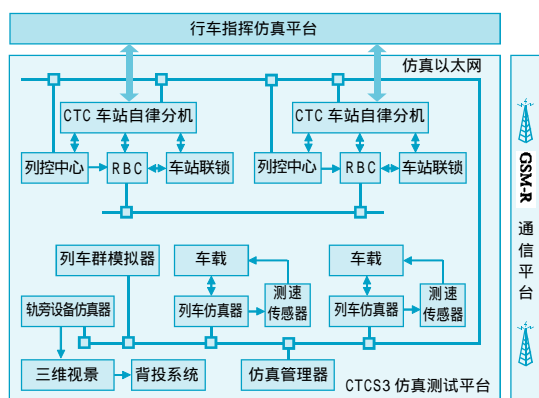 行车指挥仿真平台
仿真以太网
CTC 车站自律分机
CTC 车站自律分机
列控中心
RBC
车站联锁
列控中心
RBC
车站联锁
列车群模拟器
车载
车载
轨旁设备仿真器
列车仿真器
测速
传感器
列车仿真器
测速
传感器
三维视景
背投系统
仿真管理器
CTCS3 仿真测试平台
GSM-R
通信平台